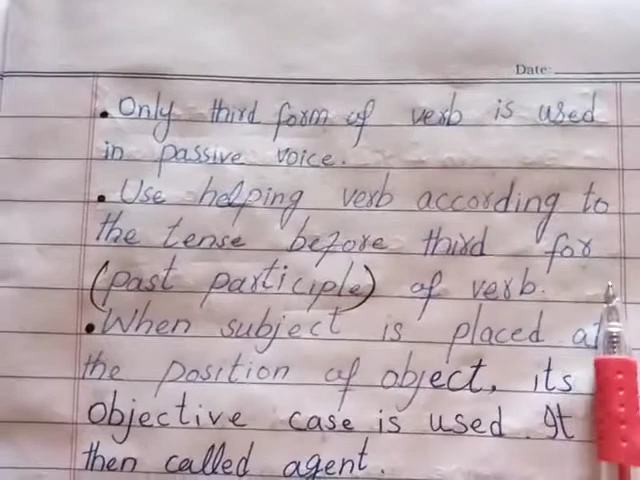 Date:
• Only third form of verb is used
in passive voice.
• Use helping verb according to
the tense before third for
(past participle) of verb.
• When subject is placed at
the position of object, its
objective case is used. It
then called agent.